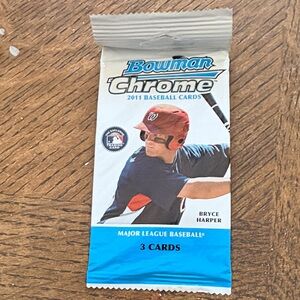 Bowman
Chrome
2011 BASEBALL CARDS
BRYCE
HARPER
MAJOR LEAGUE BASEBALL®
3 CARDS